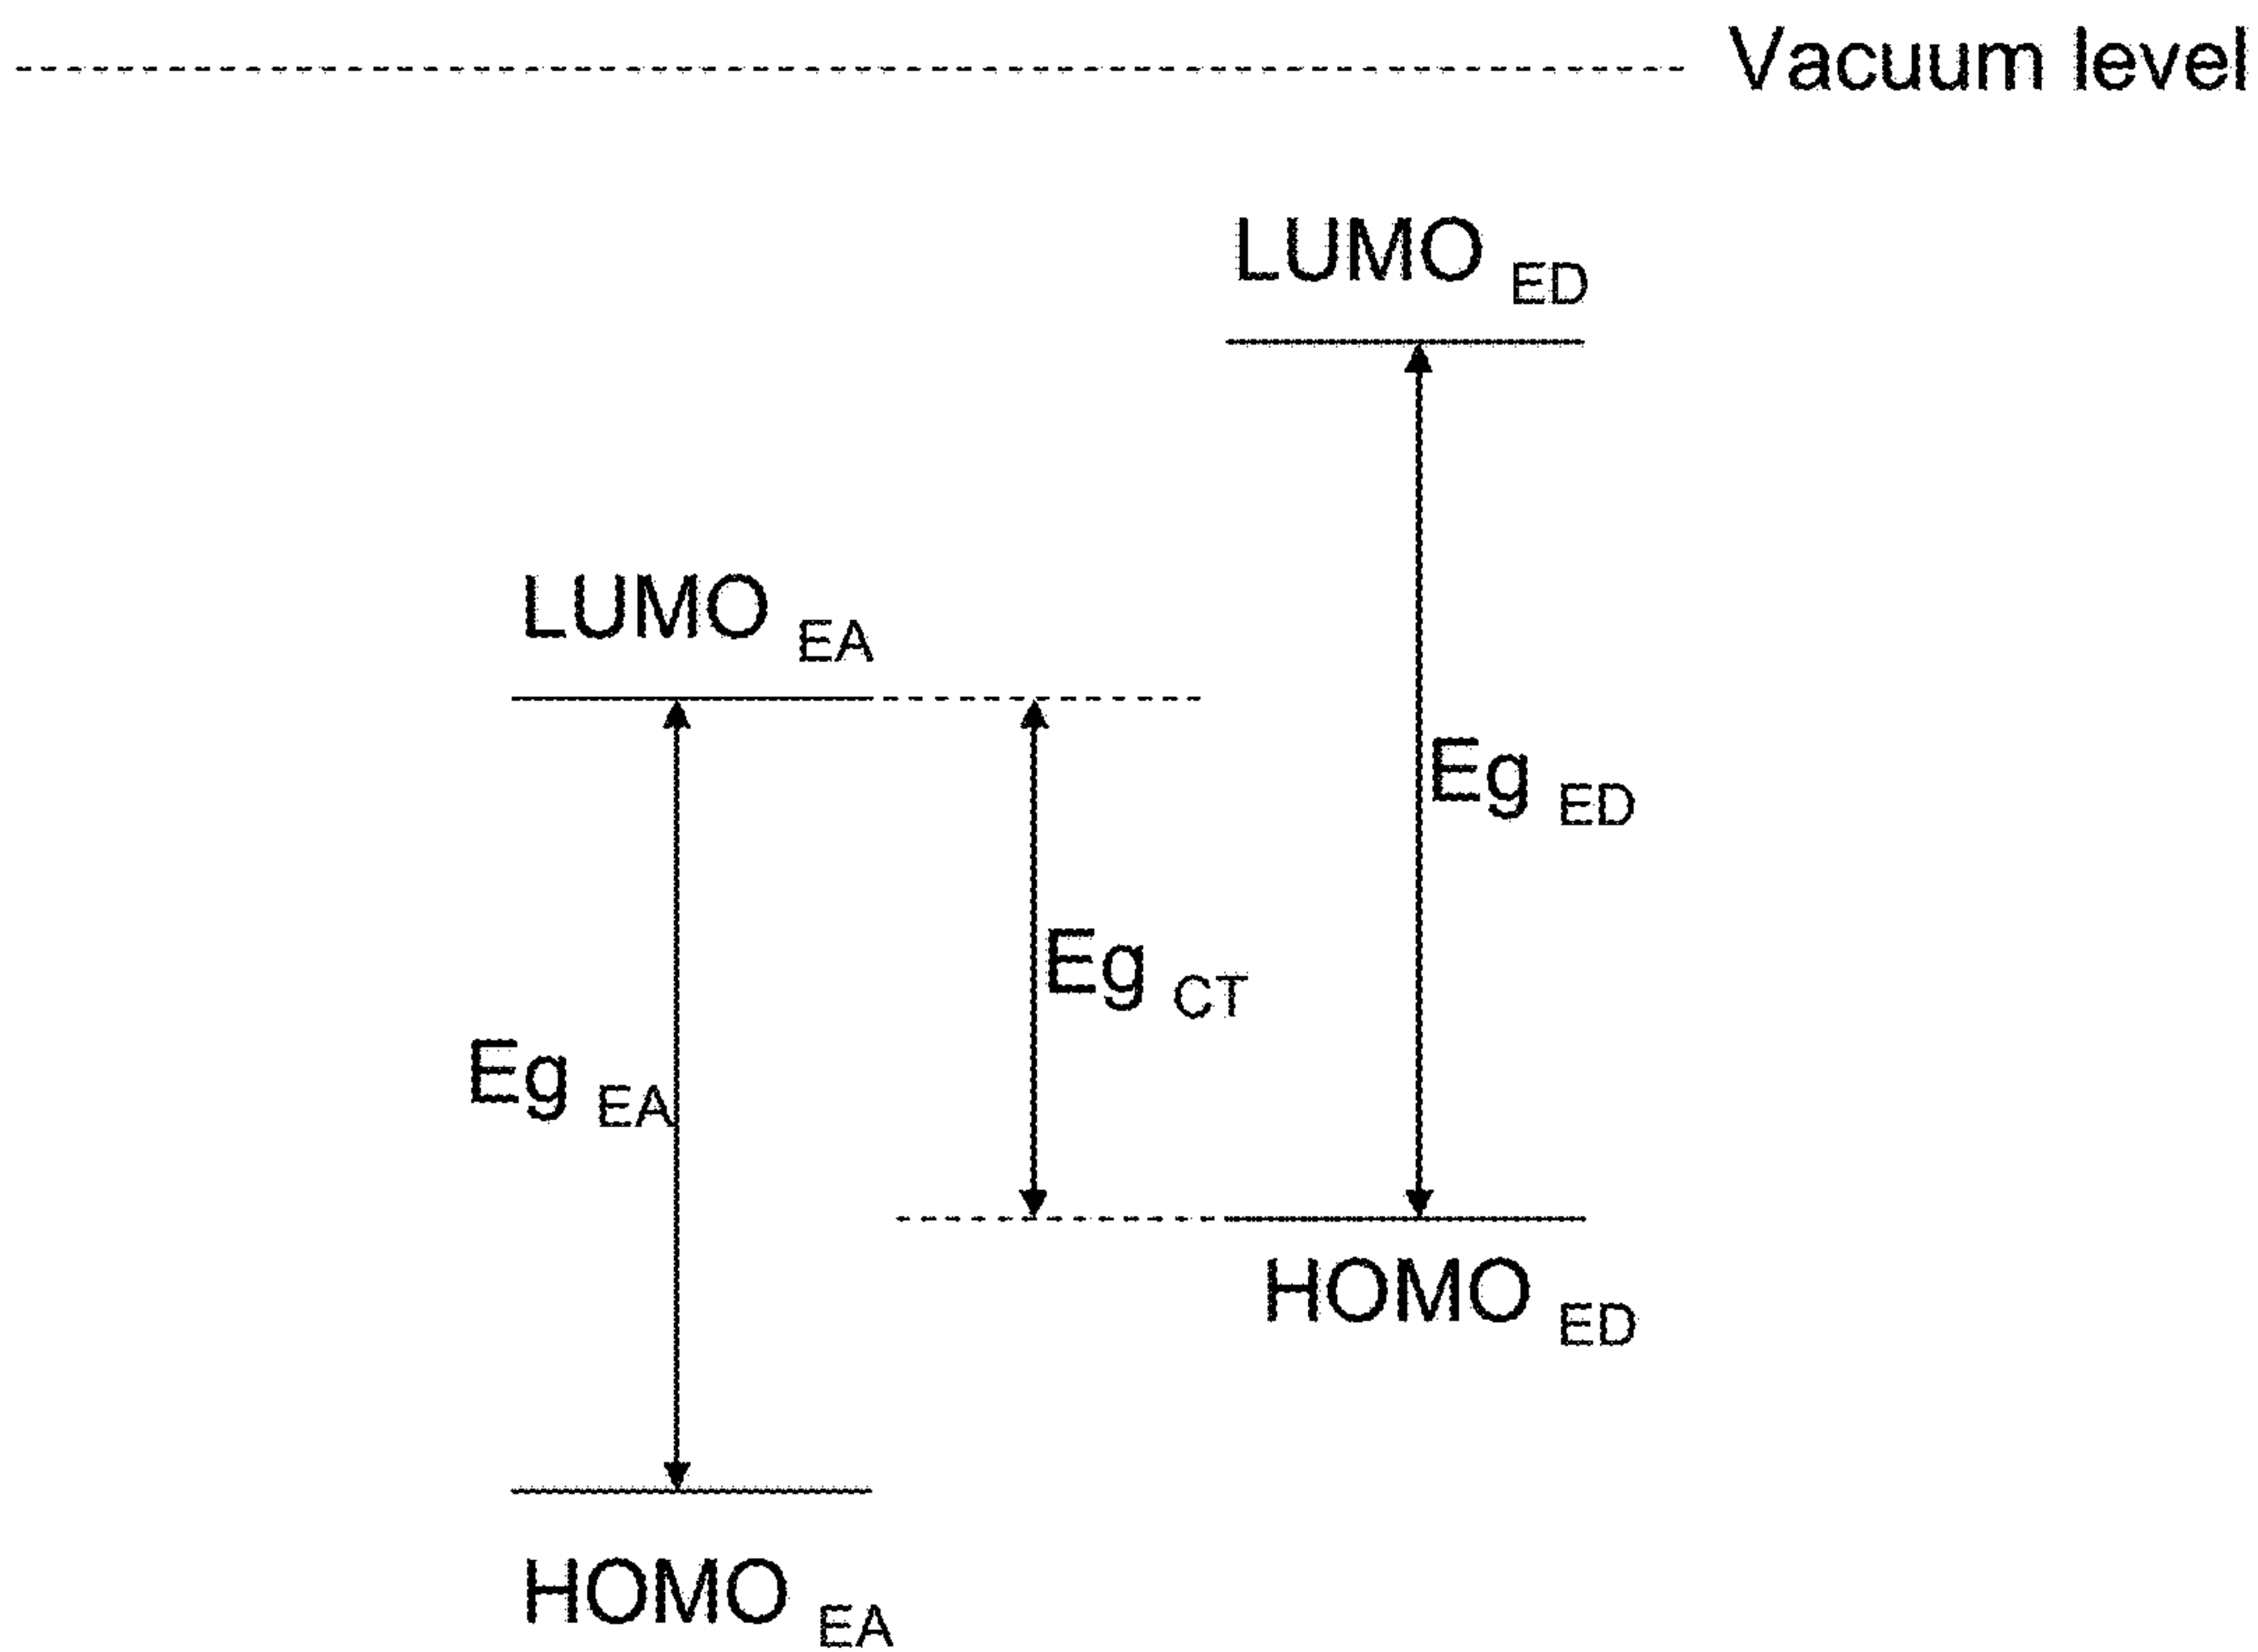 Vacuum level
LUMO ED
LUMO EA
Eg ED
Eg CT
Eg EA
HOMO ED
HOMO EA